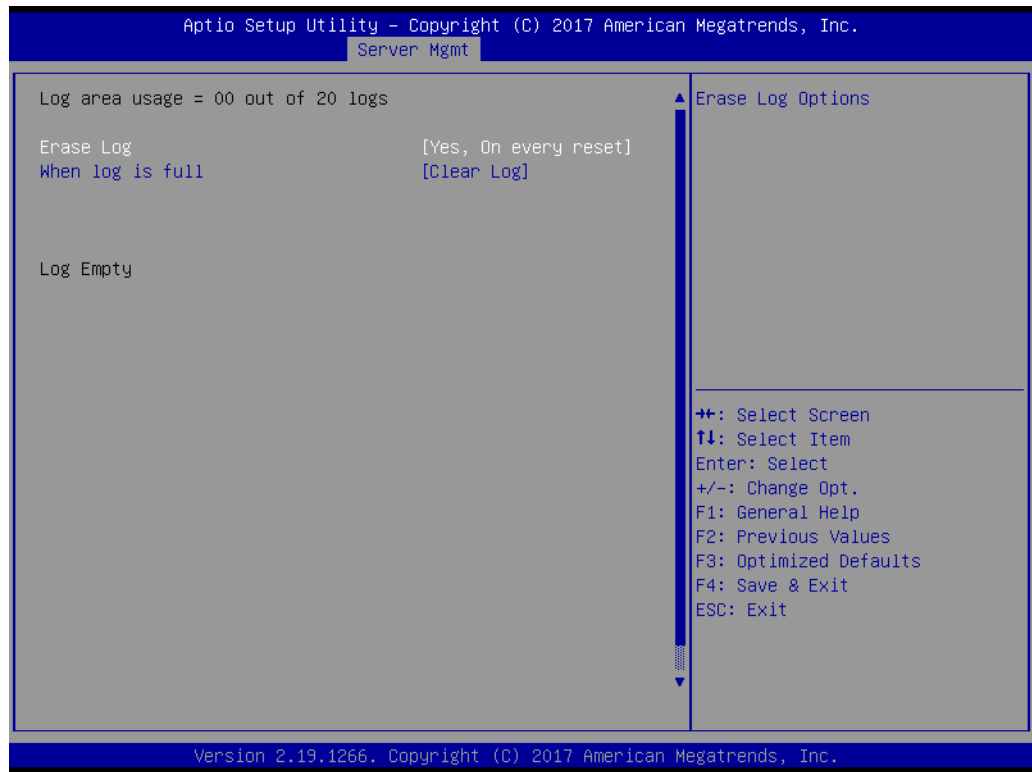 Aptio Setup Utility – Copyright (C) 2017 American Megatrends, Inc.
Server Mgmt
Log area usage = 00 out of 20 logs
Erase Log [Yes, On every reset]
When log is full [Clear Log]
Log Empty
Erase Log Options
→←: Select Screen
↑↓: Select Item
Enter: Select
+/-: Change Opt.
F1: General Help
F2: Previous Values
F3: Optimized Defaults
F4: Save & Exit
ESC: Exit
Version 2.19.1266. Copyright (C) 2017 American Megatrends, Inc.